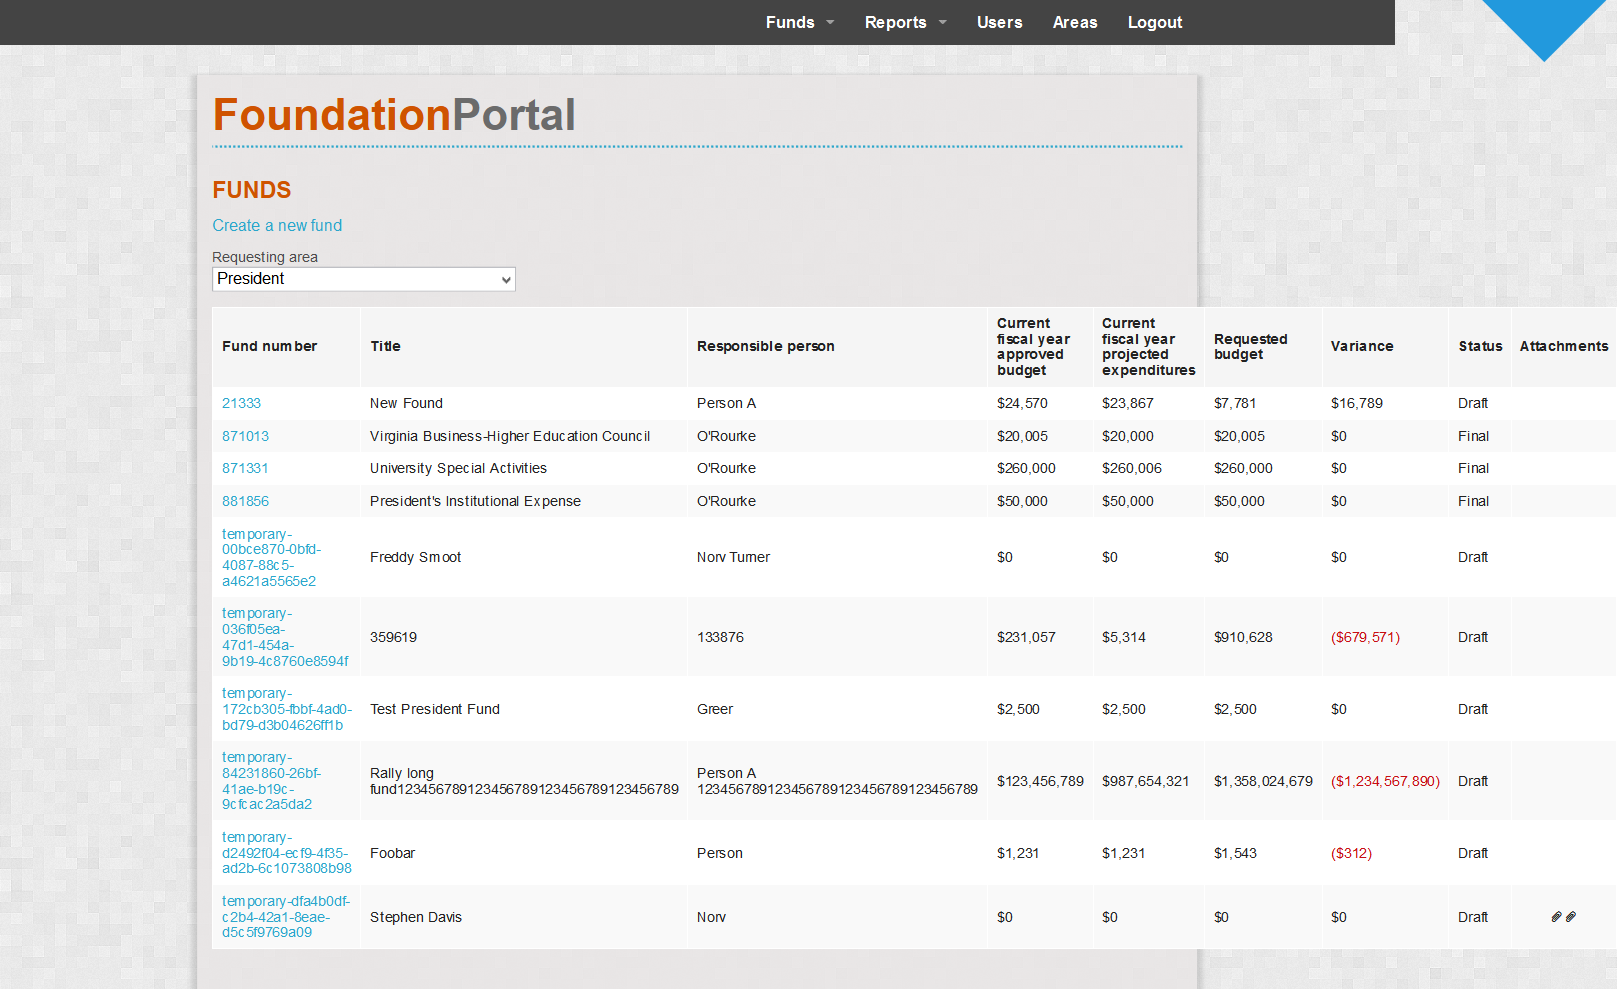 Funds Reports Users Areas Logout
FoundationPortal
FUNDS
Create a new fund
Requesting area
President
Fund number Title Responsible person Current fiscal year approved budget Current fiscal year projected expenditures Requested budget Variance Status Attachments
21333 New Found Person A $24,570 $23,867 $7,781 $16,789 Draft
871013 Virginia Business-Higher Education Council O'Rourke $20,005 $20,000 $20,005 $0 Final
871331 University Special Activities O'Rourke $260,000 $260,006 $260,000 $0 Final
881856 President's Institutional Expense O'Rourke $50,000 $50,000 $50,000 $0 Final
temporary-
00bce870-0bfd-
4087-88c5-
a4621a5565e2 Freddy Smoot Norv Turner $0 $0 $0 $0 Draft
temporary-
036f05ea-
47d1-454a-
9b19-4c8760e8594f 359619 133876 $231,057 $5,314 $910,628 ($679,571) Draft
temporary-
172cb305-fbbf-4ad0-
bd79-d3b04626ff1b Test President Fund Greer $2,500 $2,500 $2,500 $0 Draft
temporary-
84231860-26bf-
41ae-b19c-
9cfcac2a5da2 Rally long
fund123456789123456789123456789123456789 Person A
123456789123456789123456789123456789 $123,456,789 $987,654,321 $1,358,024,679 ($1,234,567,890) Draft
temporary-
d2492f04-ecf9-4f35-
ad2b-6c1073808b98 Foobar Person $1,231 $1,231 $1,543 ($312) Draft
temporary-dfa4b0df-
c2b4-42a1-8eae-
d5c5f9769a09 Stephen Davis Norv $0 $0 $0 $0 Draft